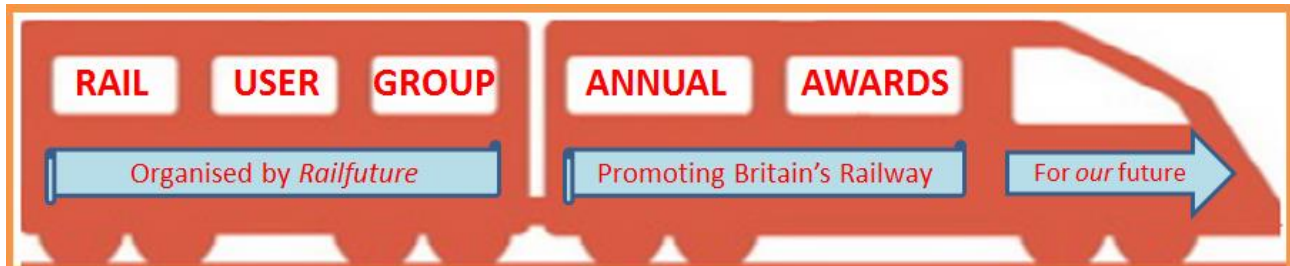 RAIL USER GROUP ANNUAL AWARDS
Organised by Railfuture Promoting Britain's Railway For our future